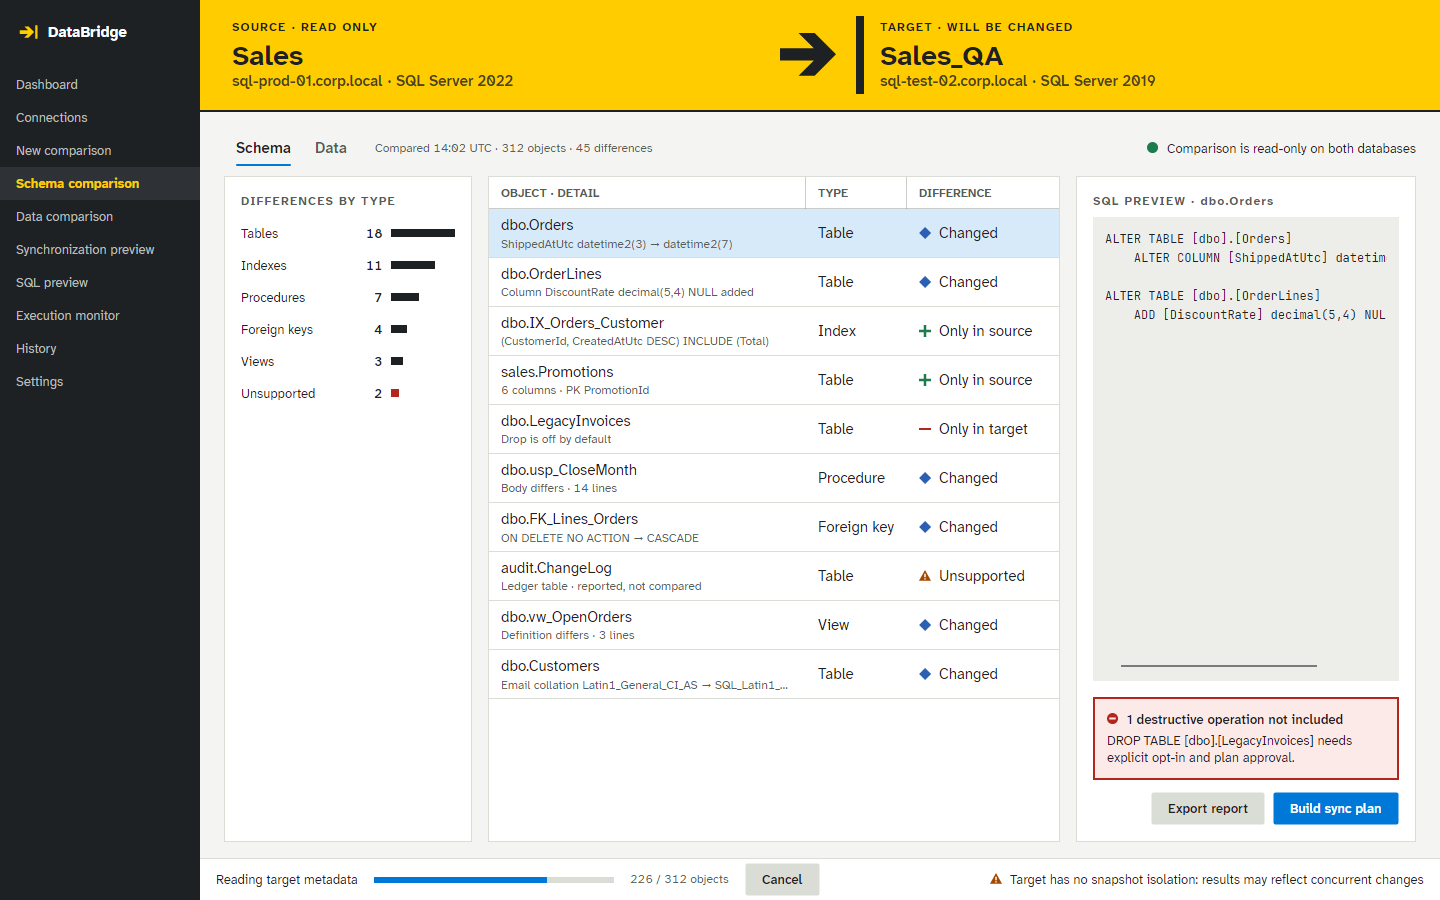 DataBridge
Dashboard
Connections
New comparison
Schema comparison
Data comparison
Synchronization preview
SQL preview
Execution monitor
History
Settings
SOURCE · READ ONLY
Sales
sql-prod-01.corp.local · SQL Server 2022
TARGET · WILL BE CHANGED
Sales_QA
sql-test-02.corp.local · SQL Server 2019
Schema Data Compared 14:02 UTC · 312 objects · 45 differences
Comparison is read-only on both databases
DIFFERENCES BY TYPE
Tables 18
Indexes 11
Procedures 7
Foreign keys 4
Views 3
Unsupported 2
OBJECT · DETAIL TYPE DIFFERENCE
dbo.Orders Table Changed
ShippedAtUtc datetime2(3) → datetime2(7)
dbo.OrderLines Table Changed
Column DiscountRate decimal(5,4) NULL added
dbo.IX_Orders_Customer Index Only in source
(CustomerId, CreatedAtUtc DESC) INCLUDE (Total)
sales.Promotions Table Only in source
6 columns · PK PromotionId
dbo.LegacyInvoices Table Only in target
Drop is off by default
dbo.usp_CloseMonth Procedure Changed
Body differs · 14 lines
dbo.FK_Lines_Orders Foreign key Changed
ON DELETE NO ACTION → CASCADE
audit.ChangeLog Table Unsupported
Ledger table · reported, not compared
dbo.vw_OpenOrders View Changed
Definition differs · 3 lines
dbo.Customers Table Changed
Email collation Latin1_General_CI_AS → SQL_Latin1_...
SQL PREVIEW · dbo.Orders
ALTER TABLE [dbo].[Orders]
ALTER COLUMN [ShippedAtUtc] datetim
ALTER TABLE [dbo].[OrderLines]
ADD [DiscountRate] decimal(5,4) NUL
1 destructive operation not included
DROP TABLE [dbo].[LegacyInvoices] needs
explicit opt-in and plan approval.
Export report Build sync plan
Reading target metadata 226 / 312 objects Cancel
Target has no snapshot isolation: results may reflect concurrent changes